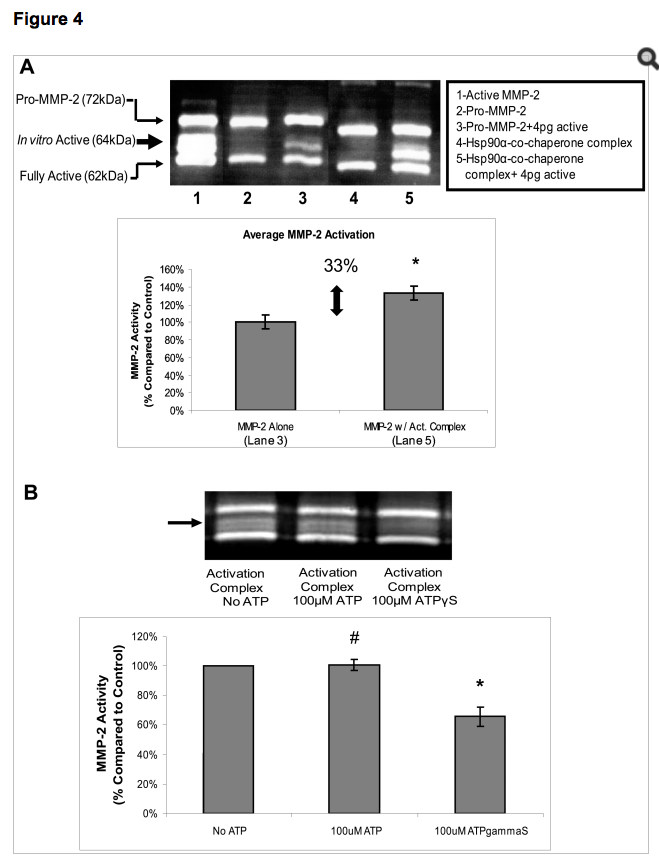 Figure 4
A
Pro-MMP-2 (72kDa)
In vitro Active (64kDa)
Fully Active (62kDa)
1 2 3 4 5
1-Active MMP-2
2-Pro-MMP-2
3-Pro-MMP-2+4pg active
4-Hsp90α-co-chaperone complex
5-Hsp90α-co-chaperone
complex+ 4pg active
Average MMP-2 Activation
MMP-2 Activity
(% Compared to Control)
160%
140%
120%
100%
80%
60%
40%
20%
0%
33%
*
MMP-2 Alone
(Lane 3)
MMP-2 w/ Act. Complex
(Lane 5)
B
Activation
Complex
No ATP
Activation
Complex
100µM ATP
Activation
Complex
100µM ATPγS
MMP-2 Activity
(% Compared to Control)
120%
100%
80%
60%
40%
20%
0%
#
*
No ATP
100uM ATP
100uM ATPgammaS